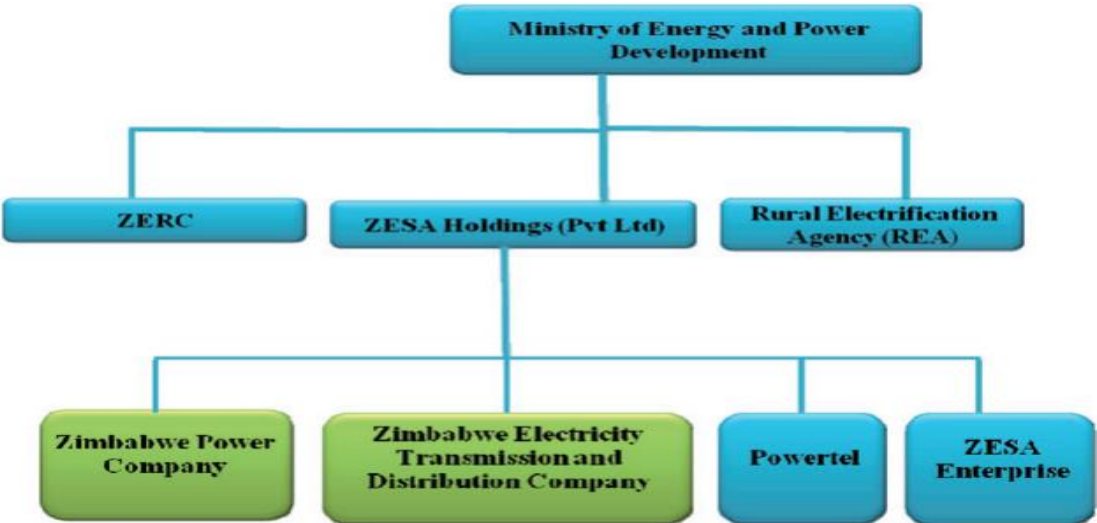 Ministry of Energy and Power
Development
ZERC
ZESA Holdings (Pvt Ltd)
Rural Electrification
Agency (REA)
Zimbabwe Power
Company
Zimbabwe Electricity
Transmission and
Distribution Company
Powertel
ZESA
Enterprise